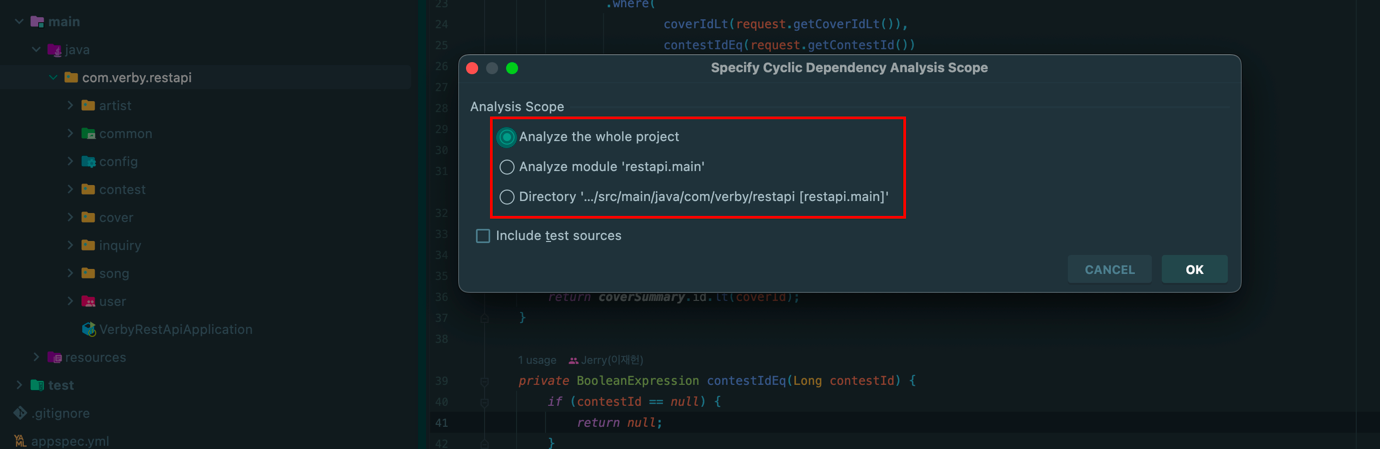 main
java
com.verby.restapi
artist
common
config
contest
cover
inquiry
song
user
VerbyRestApiApplication
resources
test
.gitignore
appspec.yml
23 .where(
24 coverIdLt(request.getCoverIdLt()),
25 contestIdEq(request.getContestId())
26
27
28
29
30
31
32
33
34
35
36 return coverSummary.id.lt(coverId);
37 }
38
1 usage Jerry(이재헌)
39 private BooleanExpression contestIdEq(Long contestId) {
40 if (contestId == null) {
41 return null;
42 }
Specify Cyclic Dependency Analysis Scope
Analysis Scope
Analyze the whole project
Analyze module 'restapi.main'
Directory '.../src/main/java/com/verby/restapi [restapi.main]'
Include test sources
CANCEL OK